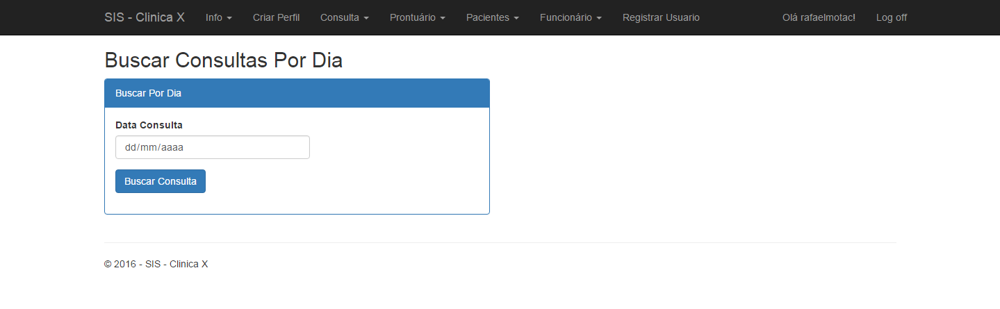 SIS - Clinica X Info Criar Perfil Consulta Prontuário Pacientes Funcionário Registrar Usuario Olá rafaelmotac! Log off
Buscar Consultas Por Dia
Buscar Por Dia
Data Consulta
dd/mm/aaaa
Buscar Consulta
© 2016 - SIS - Clinica X